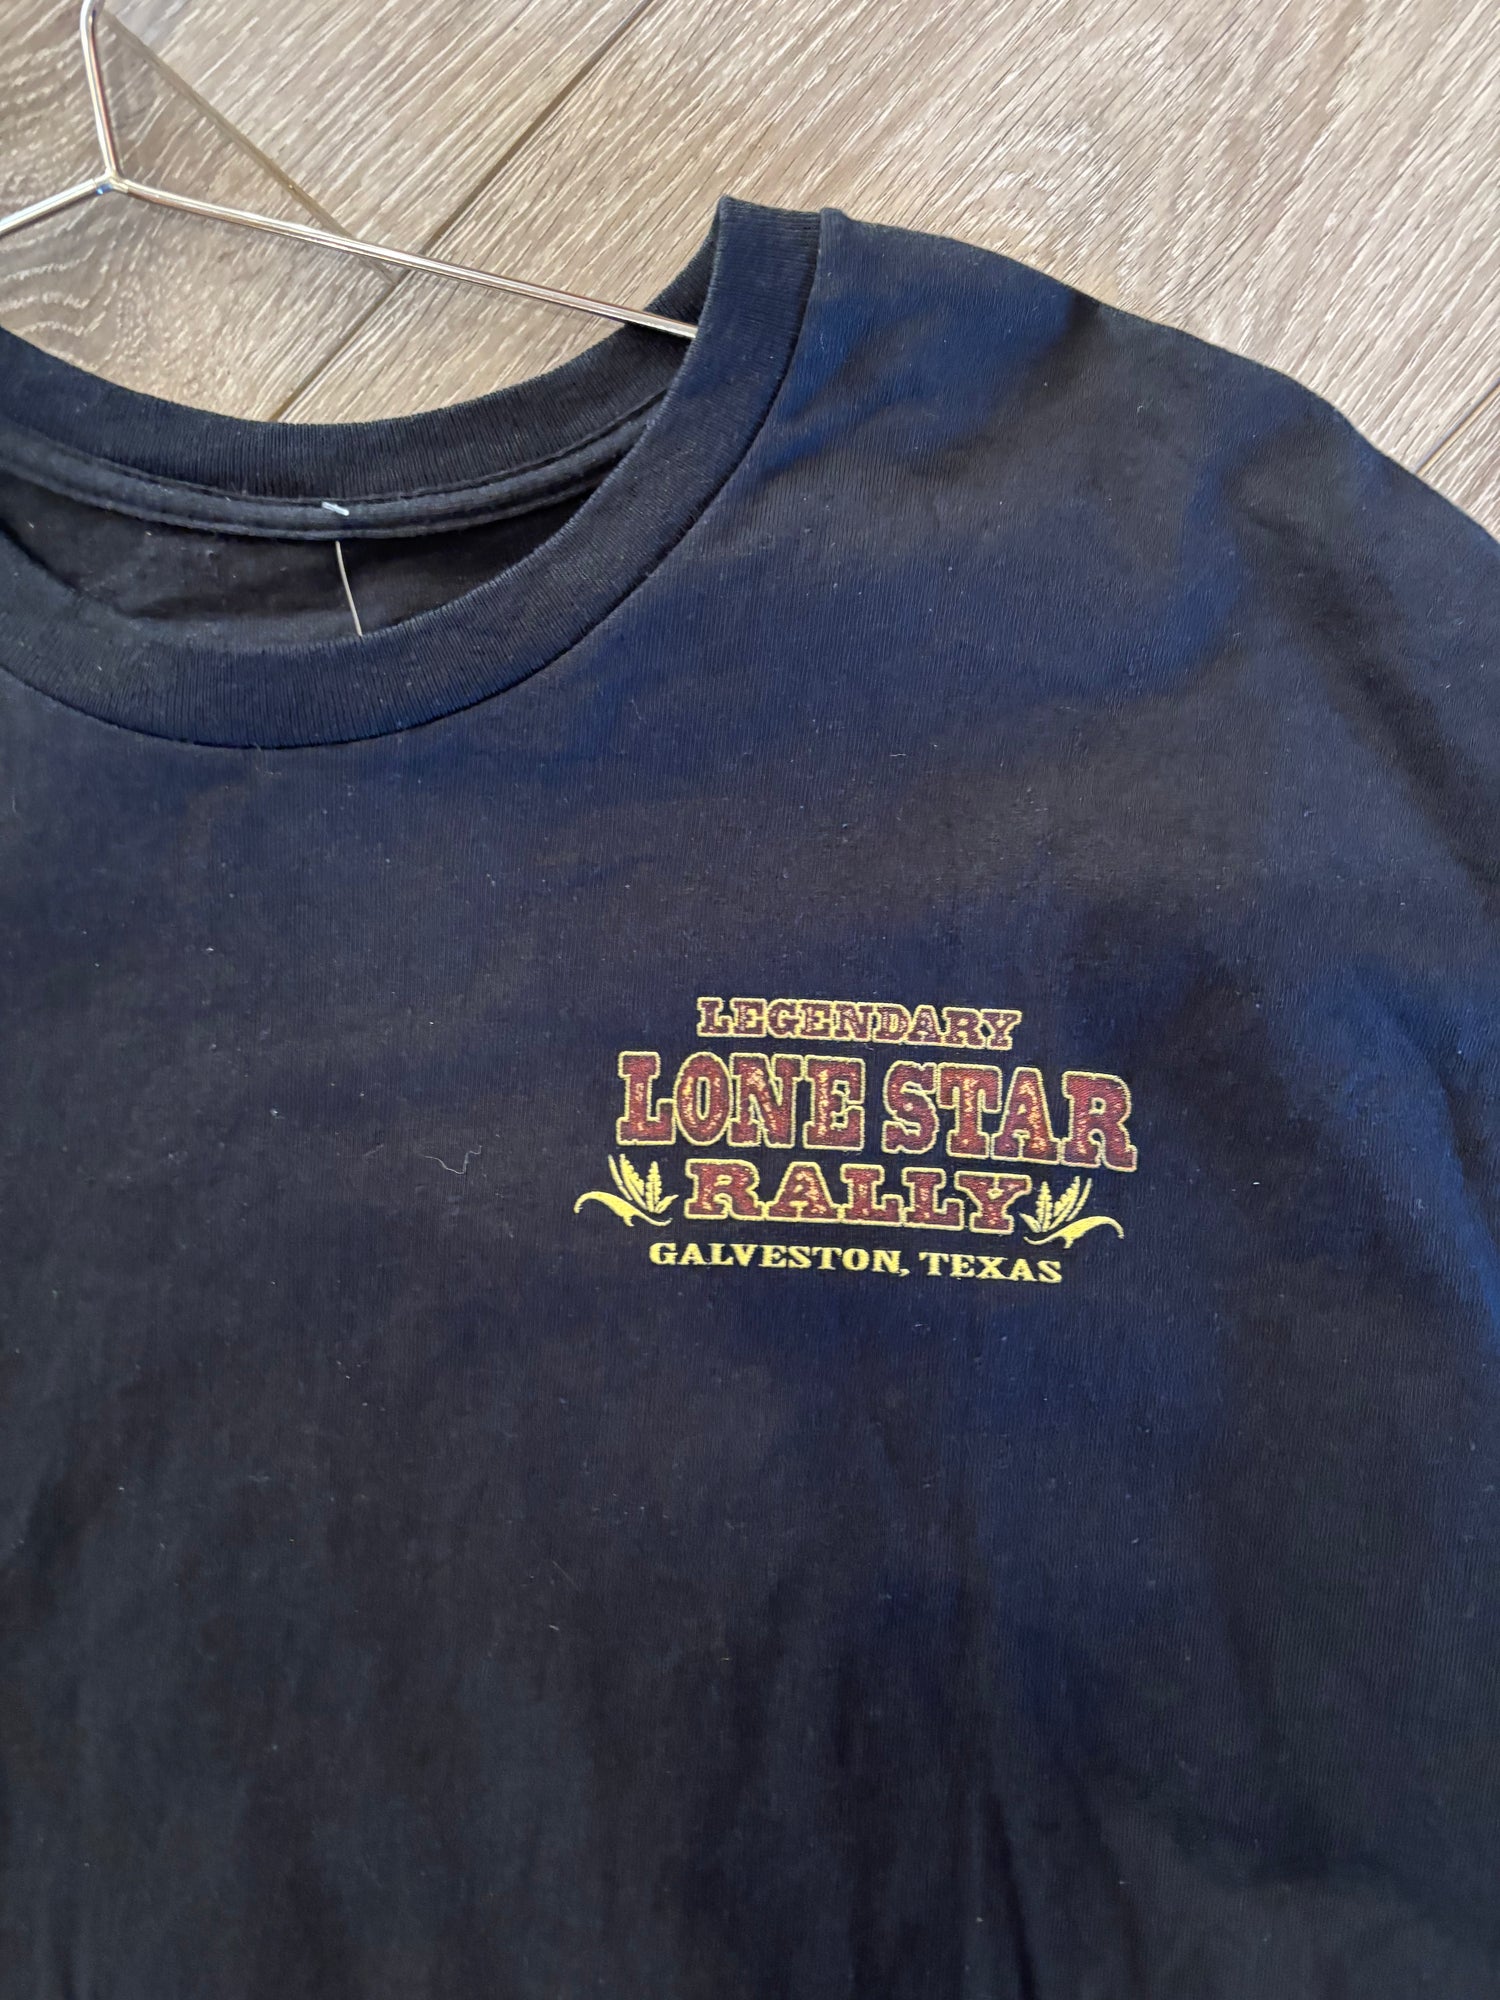 LEGENDARY
LONE STAR
RALLY
GALVESTON, TEXAS